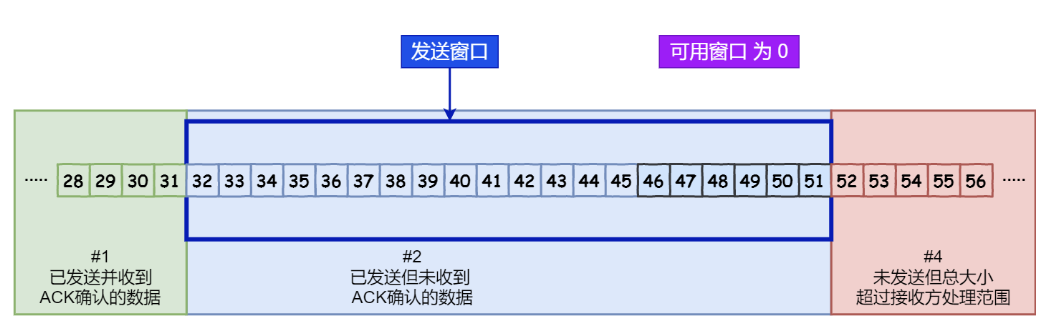 发送窗口
可用窗口 为 0
····· 28 29 30 31 32 33 34 35 36 37 38 39 40 41 42 43 44 45 46 47 48 49 50 51 52 53 54 55 56 ·····
#1
已发送并收到
ACK确认的数据
#2
已发送但未收到
ACK确认的数据
#4
未发送但总大小
超过接收方处理范围